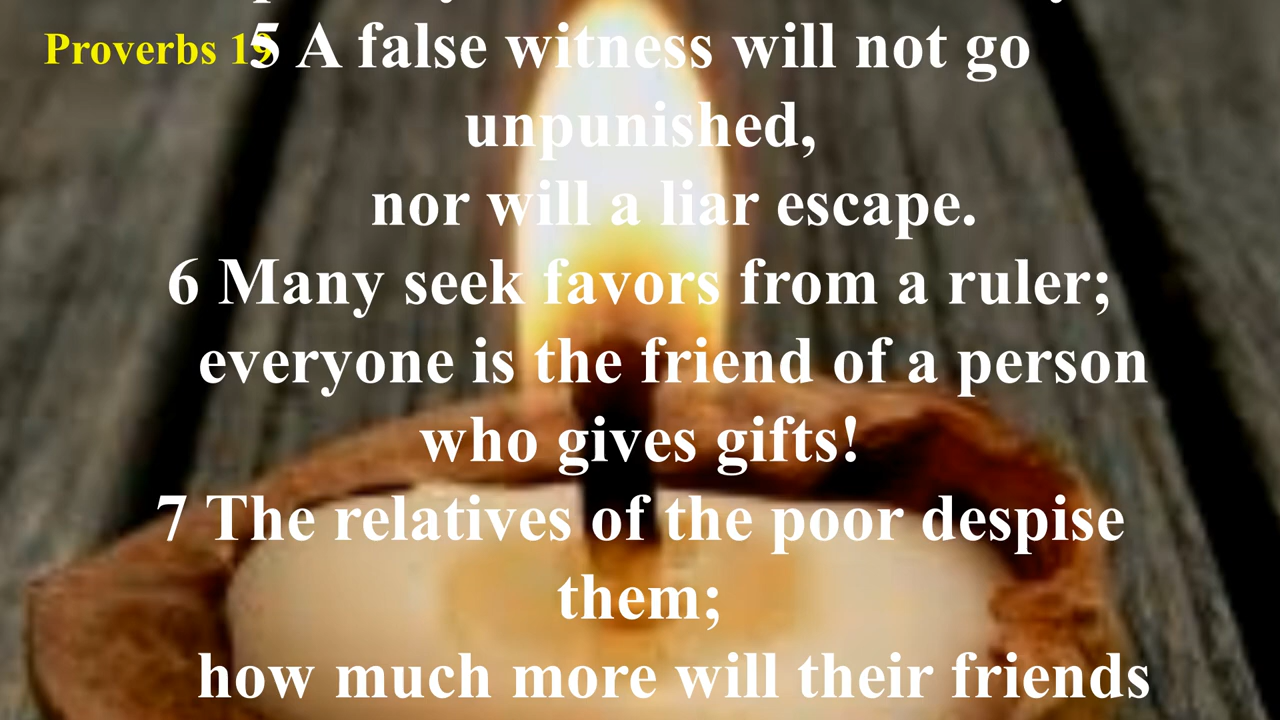 Proverbs 19
5 A false witness will not go
unpunished,
nor will a liar escape.
6 Many seek favors from a ruler;
everyone is the friend of a person
who gives gifts!
7 The relatives of the poor despise
them;
how much more will their friends